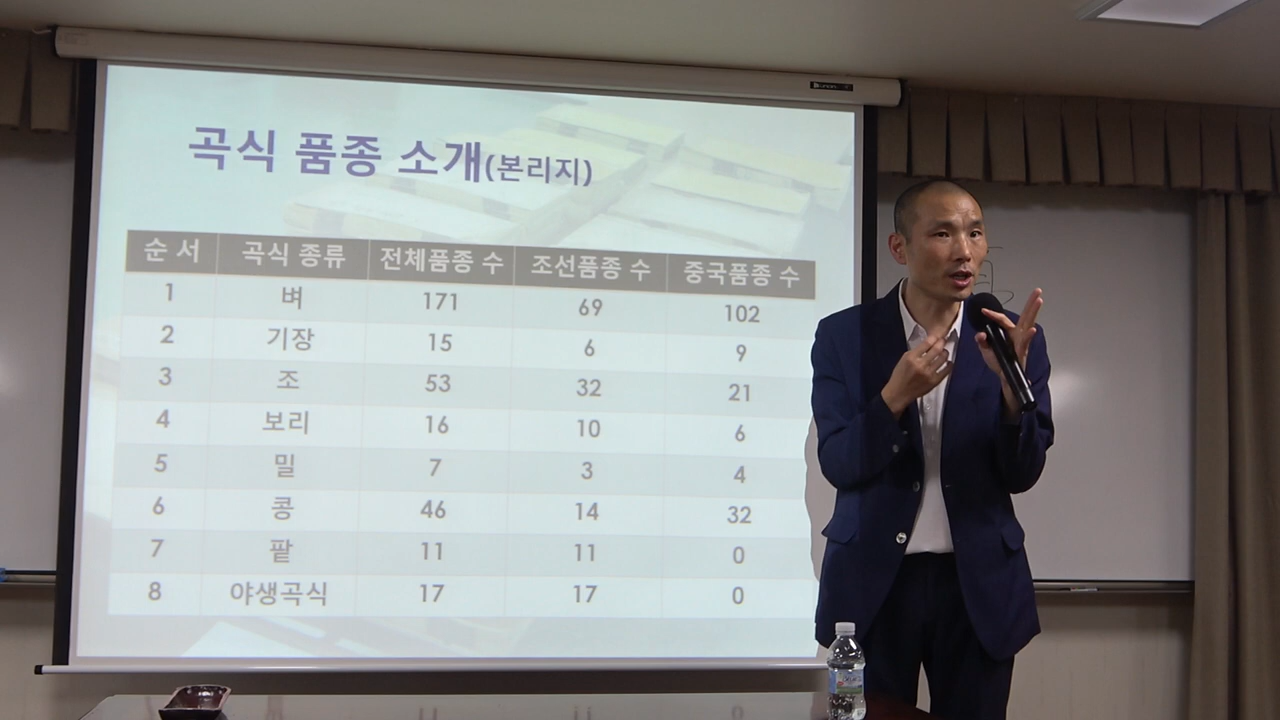 곡식 품종 소개(본리지)
순 서 곡식 종류 전체품종 수 조선품종 수 중국품종 수
1 벼 171 69 102
2 기장 15 6 9
3 조 53 32 21
4 보리 16 10 6
5 밀 7 3 4
6 콩 46 14 32
7 팥 11 11 0
8 야생곡식 17 17 0